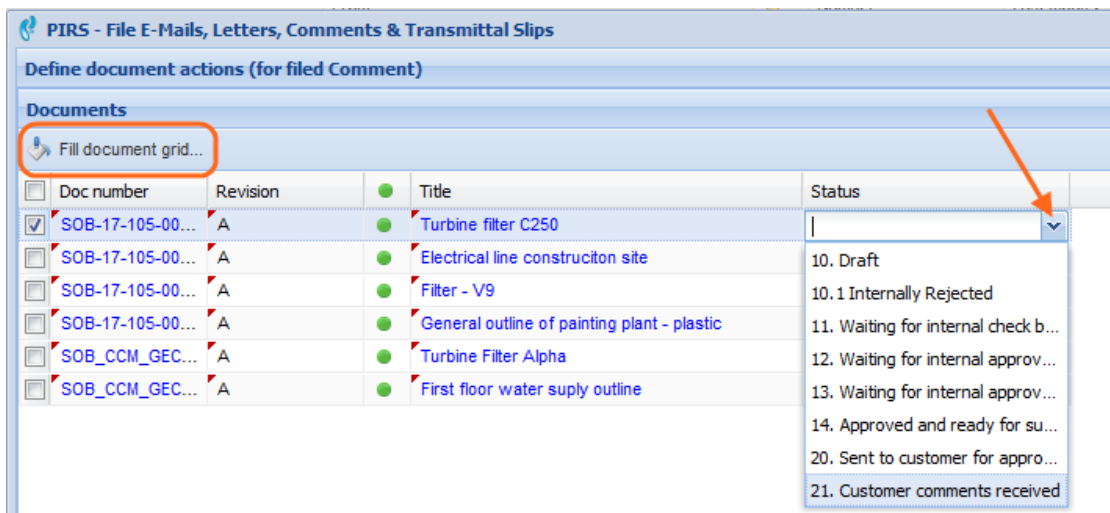 PIRS - File E-Mails, Letters, Comments & Transmittal Slips
Define document actions (for filed Comment)
Documents
Fill document grid...
Doc number Revision Title Status
SOB-17-105-00... A Turbine filter C250
SOB-17-105-00... A Electrical line construciton site
SOB-17-105-00... A Filter - V9
SOB-17-105-00... A General outline of painting plant - plastic
SOB_CCM_GEC... A Turbine Filter Alpha
SOB_CCM_GEC... A First floor water suply outline
10. Draft
10.1 Internally Rejected
11. Waiting for internal check b...
12. Waiting for internal approv...
13. Waiting for internal approv...
14. Approved and ready for su...
20. Sent to customer for appro...
21. Customer comments received